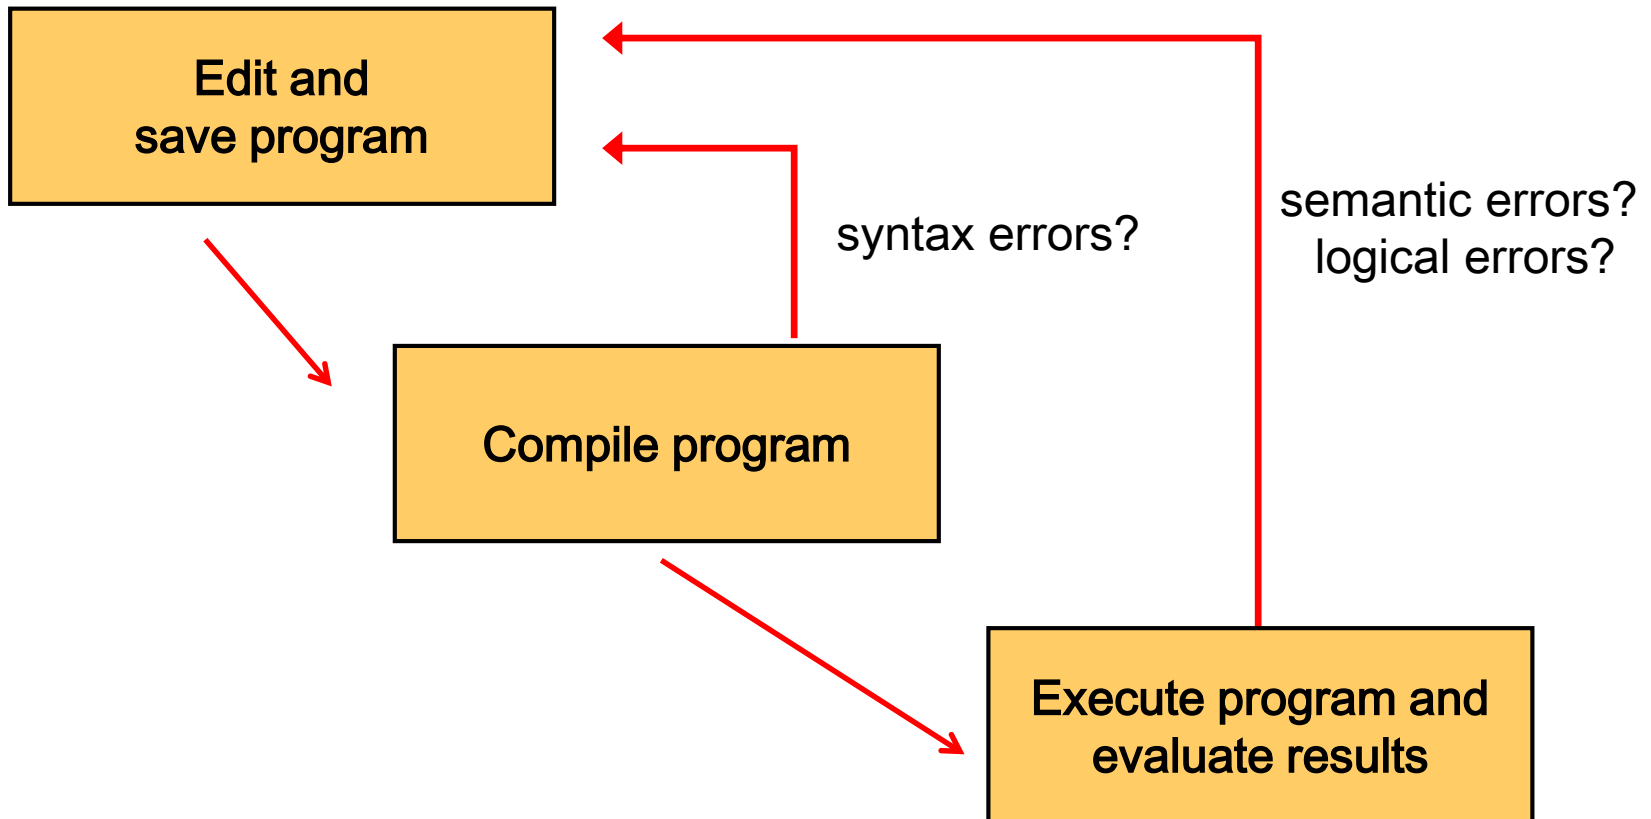 Edit and
save program
syntax errors?
semantic errors?
logical errors?
Compile program
Execute program and
evaluate results